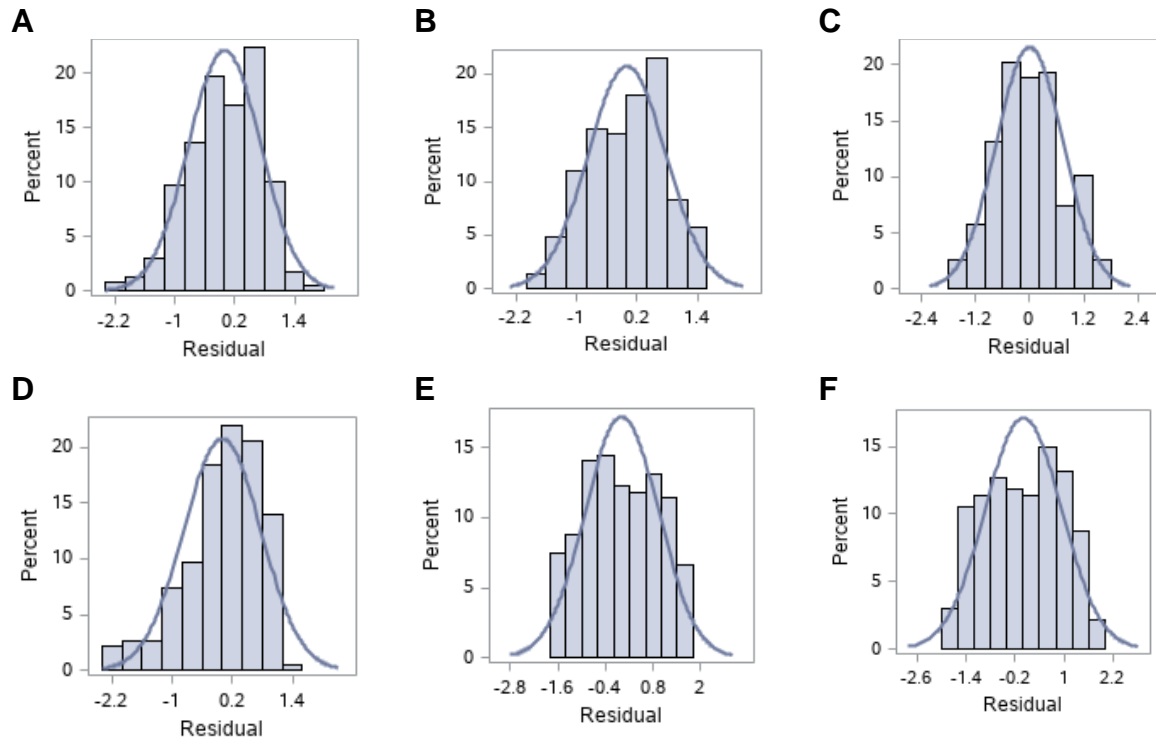 A
B
C
20
15
10
5
0
Percent
-2.2 -1 0.2 1.4
Residual
20
15
10
5
0
Percent
-2.2 -1 0.2 1.4
Residual
20
15
10
5
0
Percent
-2.4 -1.2 0 1.2 2.4
Residual
D
E
F
20
15
10
5
0
Percent
-2.2 -1 0.2 1.4
Residual
15
10
5
0
Percent
-2.8 -1.6 -0.4 0.8 2
Residual
15
10
5
0
Percent
-2.6 -1.4 -0.2 1 2.2
Residual